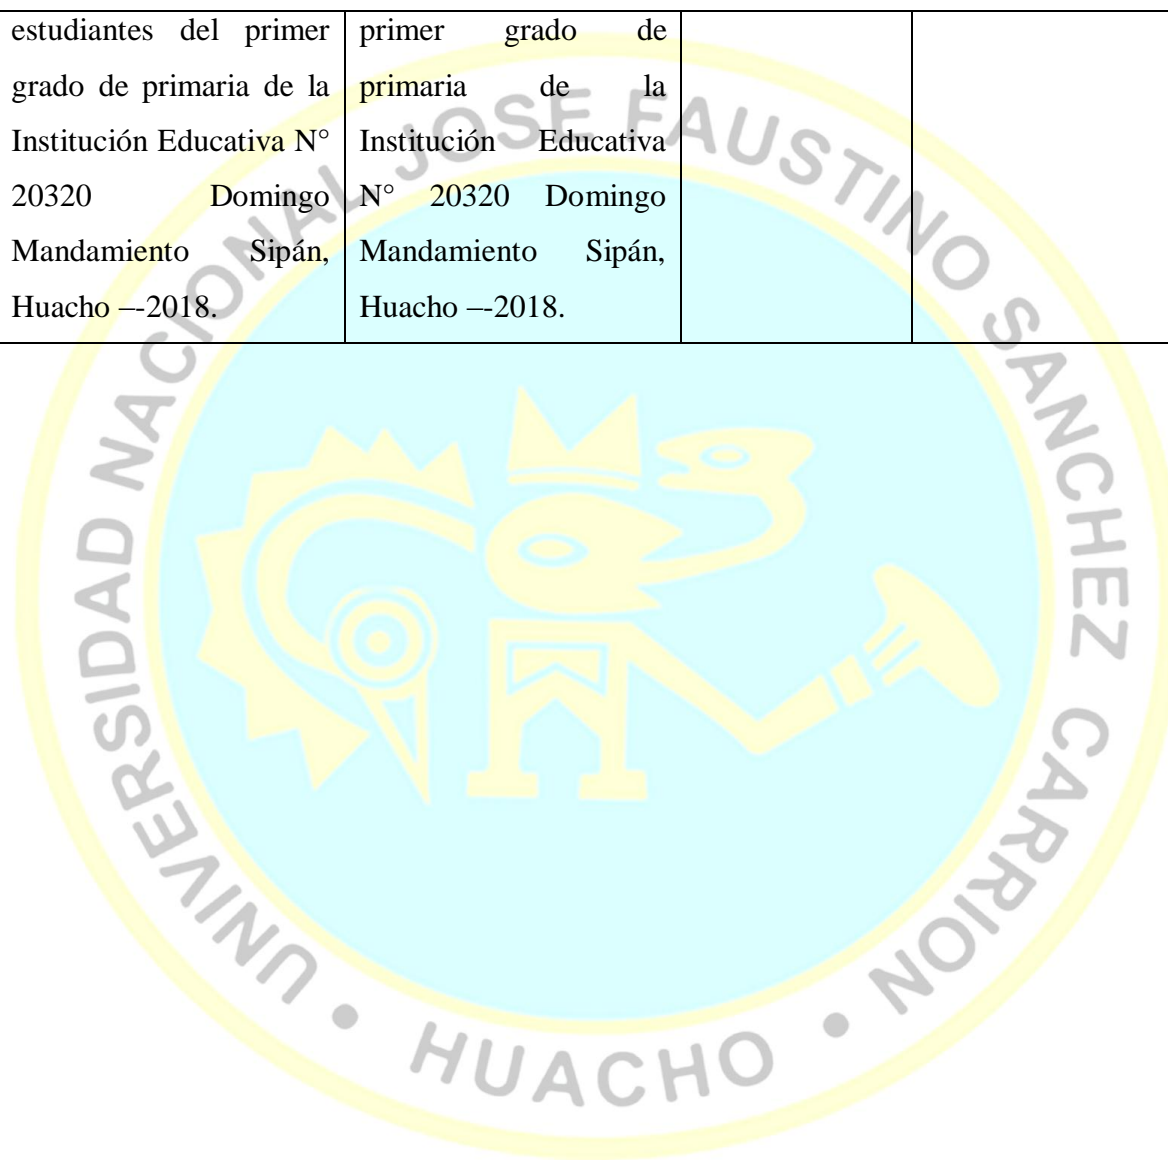 estudiantes del primer
grado de primaria de la
Institución Educativa N°
20320 Domingo
Mandamiento Sipán,
Huacho –-2018.
primer grado de
primaria de la
Institución Educativa
N° 20320 Domingo
Mandamiento Sipán,
Huacho –-2018.
UNIVERSIDAD NACIONAL JOSE FAUSTINO SANCHEZ CARRION • HUACHO •